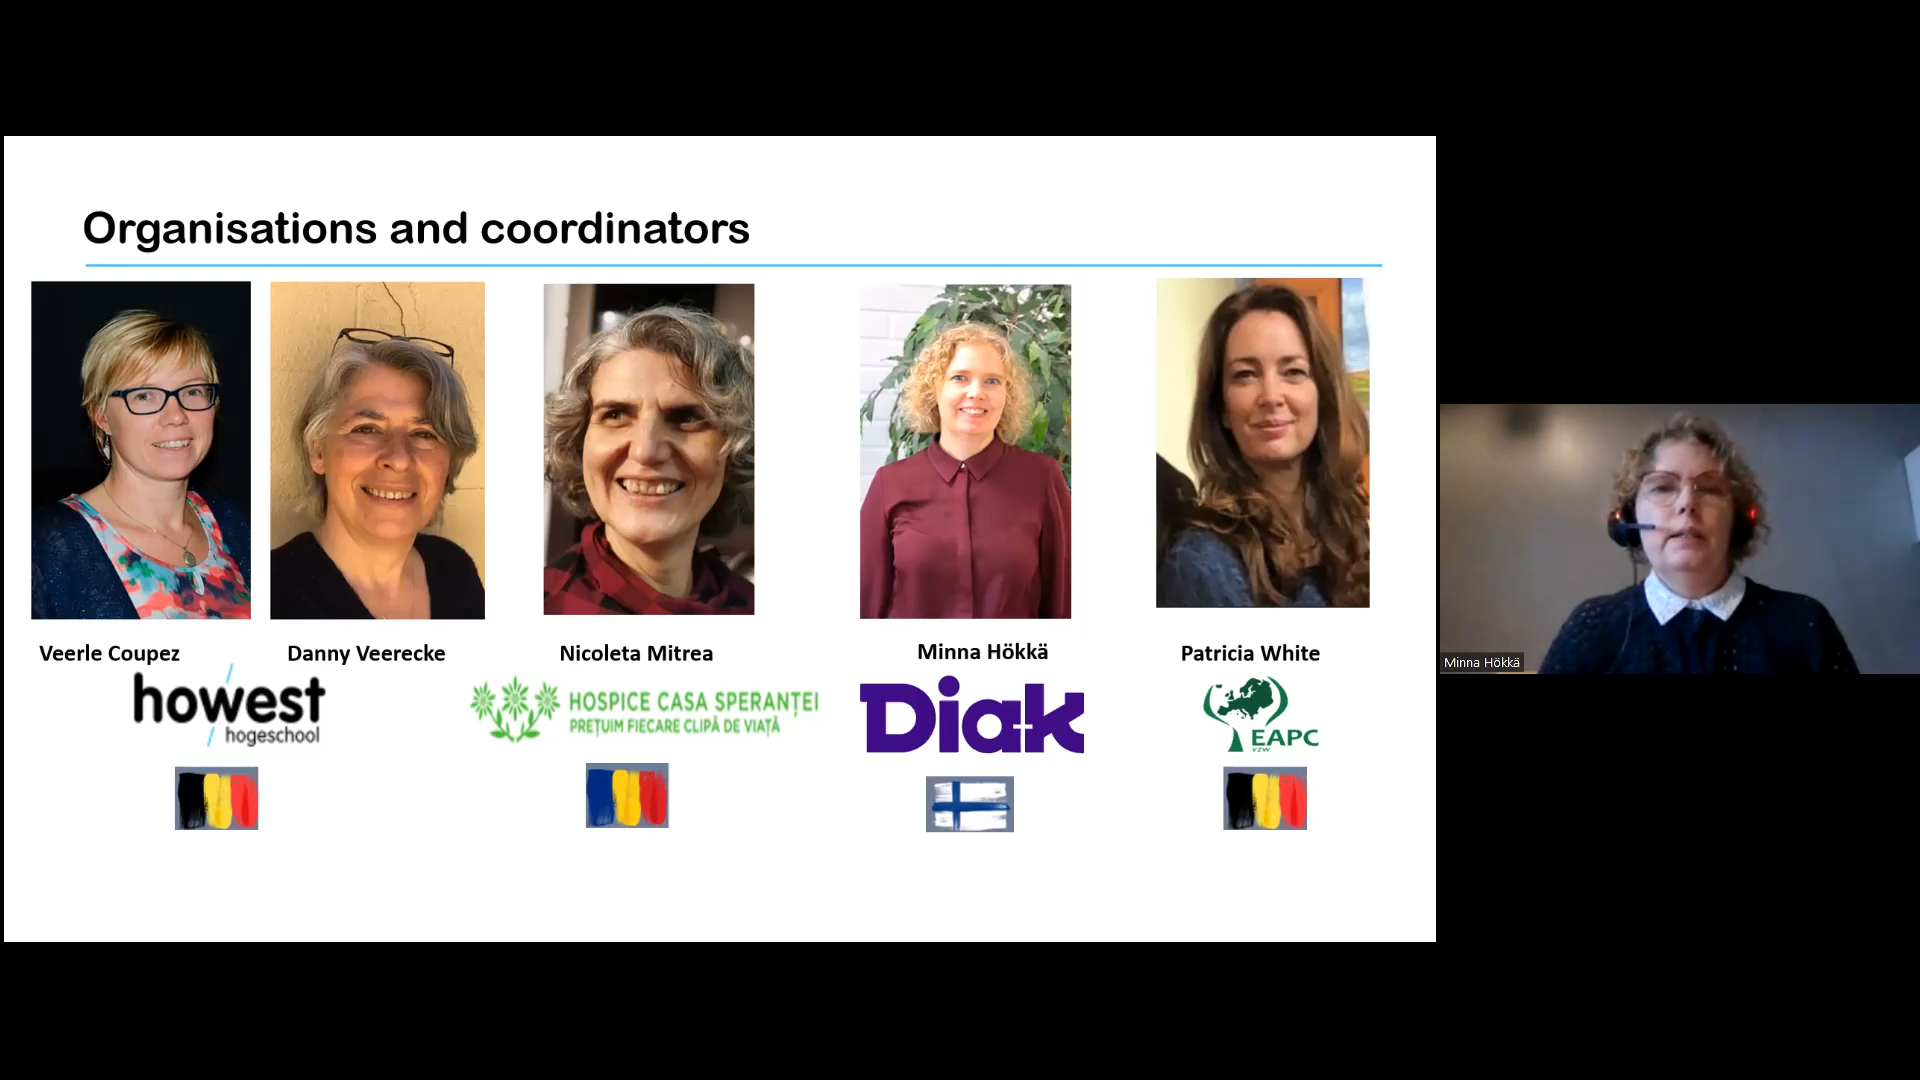 Organisations and coordinators
Veerle Coupez
Danny Veerecke
Nicoleta Mitrea
Minna Hökkä
Patricia White
howest
hogeschool
HOSPICE CASA SPERANȚEI
PREȚUIM FIECARE CLIPĂ DE VIAȚĂ
Diak
EAPC
vzw
Minna Hökkä